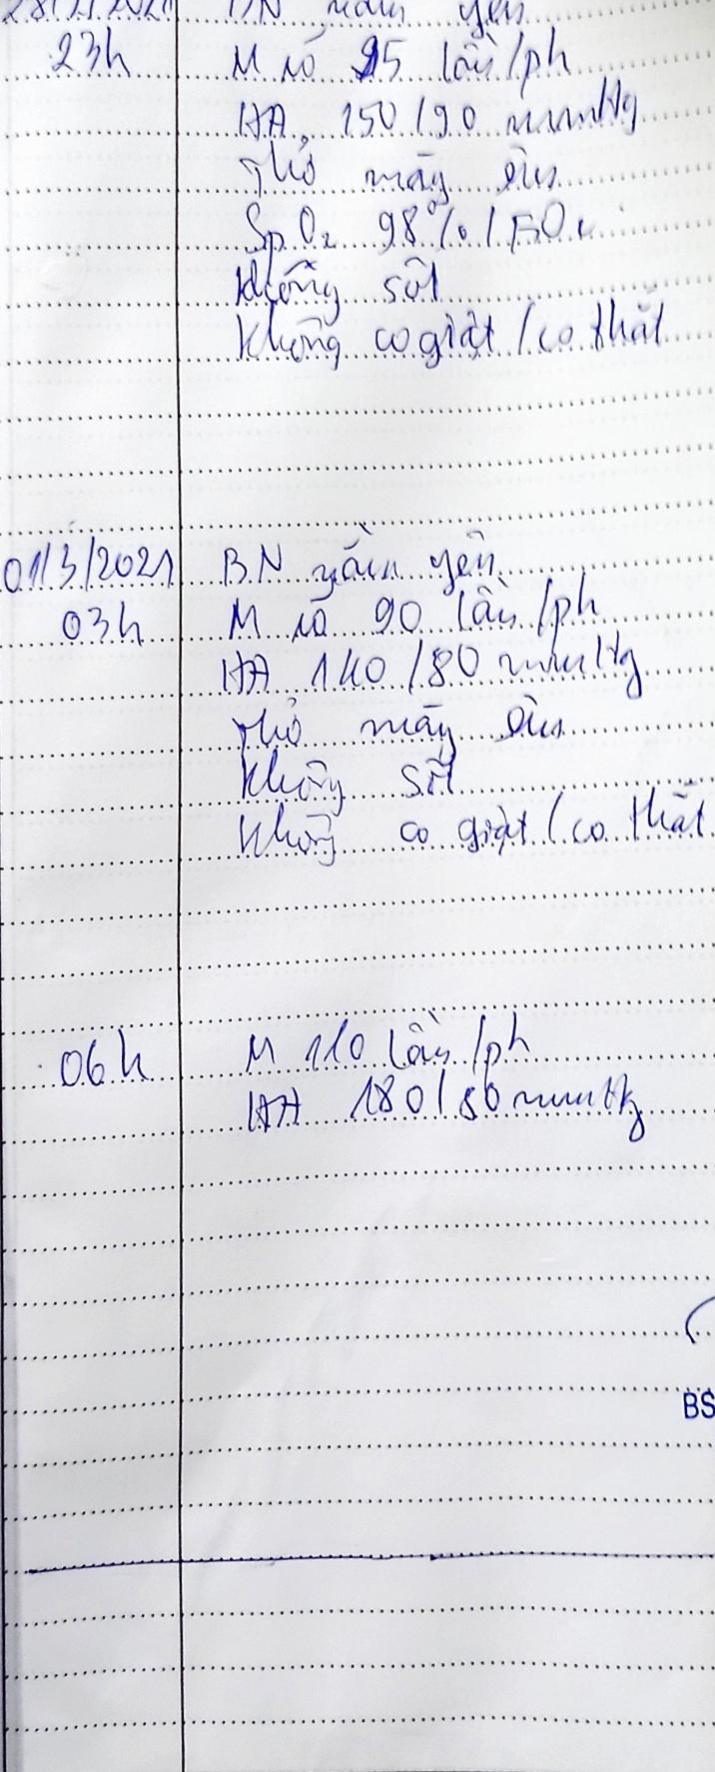 28/2/2021 BN nằm yên
23h M rõ 95 lần/ph
HA 150/90 mmHg
Thở máy êm
SpO2 98% / FiO2
Không sốt
Không co giật / co thắt
01/3/2021 BN nằm yên
03h M rõ 90 lần/ph
HA 140/80 mmHg
Thở máy êm
Không sốt
Không co giật / co thắt
06h M 110 lần/ph
HA 180/80 mmHg
BS